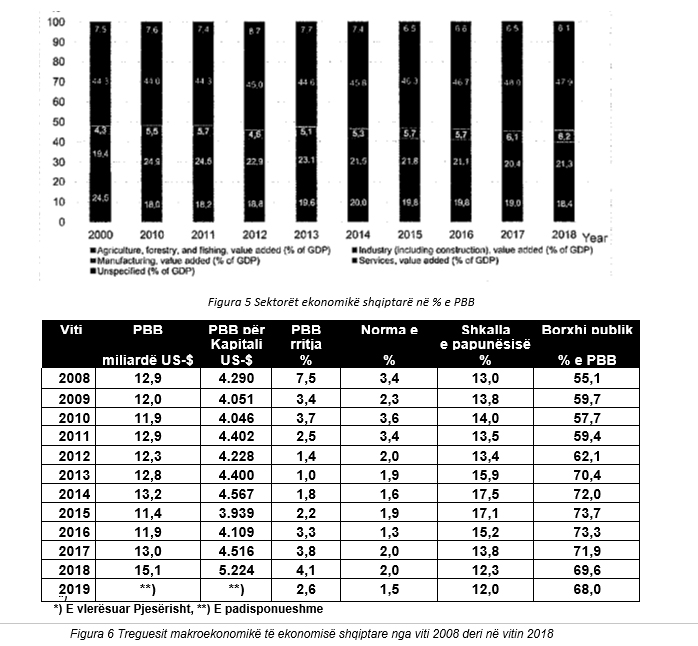 100
90
80
70
60
50
40
30
20
10
0
7.5 7.6 7,4 8.7 7.7 7.4 6.5 6.6 6.5 6.1
44.3 44.0 44.3 45,0 44.6 45.8 46.3 46.7 48.0 47.9
4,3 5,5 5,7 4,6 5,1 5,3 5,7 5,7 6,1 6,2
19,4 24,9 24,6 22,9 23.1 21,5 21,8 21,1 20.4 21,3
24,5 18,0 18,2 18,8 19,6 20,0 19,8 19,8 19,0 18,4
2000 2010 2011 2012 2013 2014 2015 2016 2017 2018 Year
Agriculture, forestry, and fishing, value added (% of GDP) Industry (including construction), value added (% of GDP)
Manufacturing, value added (% of GDP) Services, value added (% of GDP)
Unspecified (% of GDP)
Figura 5 Sektorët ekonomikë shqiptarë në % e PBB
Viti PBB PBB për PBB Norma e Shkalla Borxhi publik
Kapitali rritja e papunësisë
miliardë US-$ US-$ % % % % e PBB
2008 12,9 4.290 7,5 3,4 13,0 55,1
2009 12,0 4.051 3,4 2,3 13,8 59,7
2010 11,9 4.046 3,7 3,6 14,0 57,7
2011 12,9 4.402 2,5 3,4 13,5 59,4
2012 12,3 4.228 1,4 2,0 13,4 62,1
2013 12,8 4.400 1,0 1,9 15,9 70,4
2014 13,2 4.567 1,8 1,6 17,5 72,0
2015 11,4 3.939 2,2 1,9 17,1 73,7
2016 11,9 4.109 3,3 1,3 15,2 73,3
2017 13,0 4.516 3,8 2,0 13,8 71,9
2018 15,1 5.224 4,1 2,0 12,3 69,6
2019 **) **) 2,6 1,5 12,0 68,0
*) E vlerësuar Pjesërisht, **) E padisponueshme
Figura 6 Treguesit makroekonomikë të ekonomisë shqiptare nga viti 2008 deri në vitin 2018